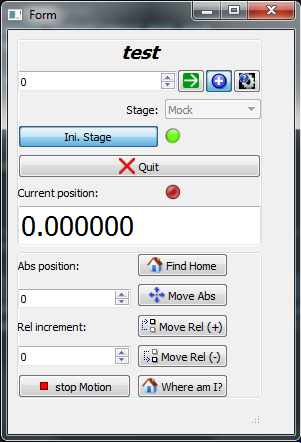 Form
test
0
Stage: Mock
Ini. Stage
Quit
Current position:
0.000000
Abs position: Find Home
0 Move Abs
Rel increment: Move Rel (+)
0 Move Rel (-)
stop Motion Where am I?